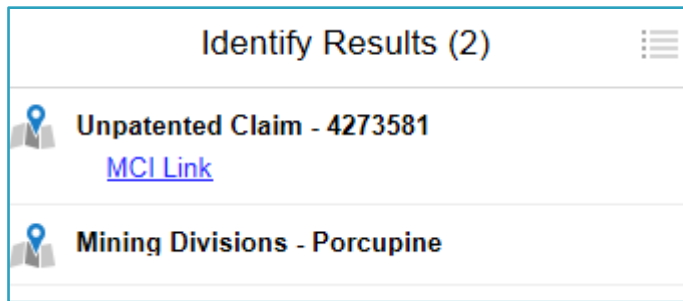 Identify Results (2)
Unpatented Claim - 4273581
MCI Link
Mining Divisions - Porcupine